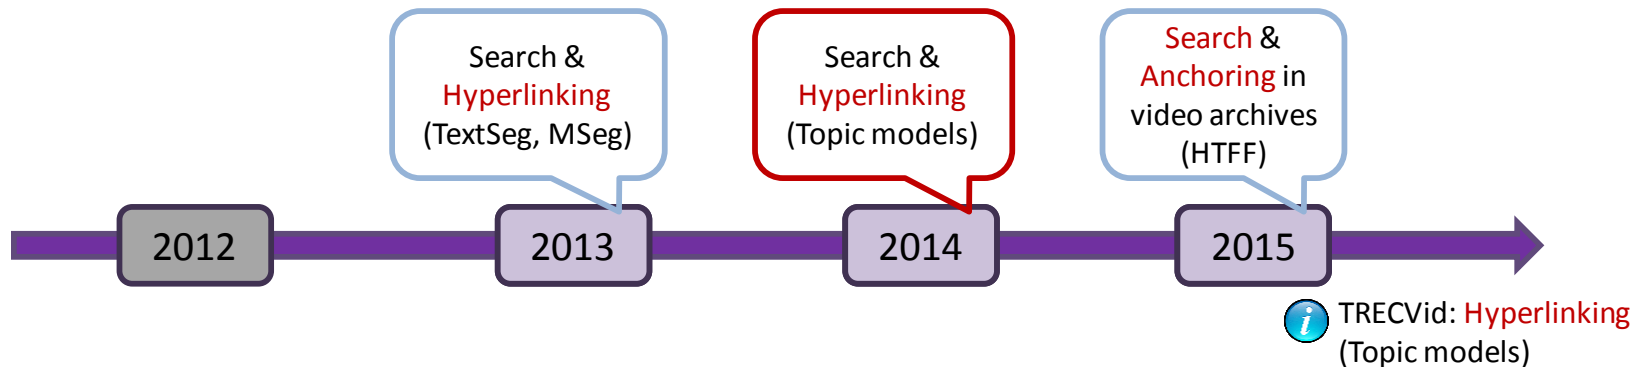 Search &
Hyperlinking
(TextSeg, MSeg)
Search &
Hyperlinking
(Topic models)
Search &
Anchoring in
video archives
(HTFF)
2012
2013
2014
2015
i
TRECVid: Hyperlinking
(Topic models)